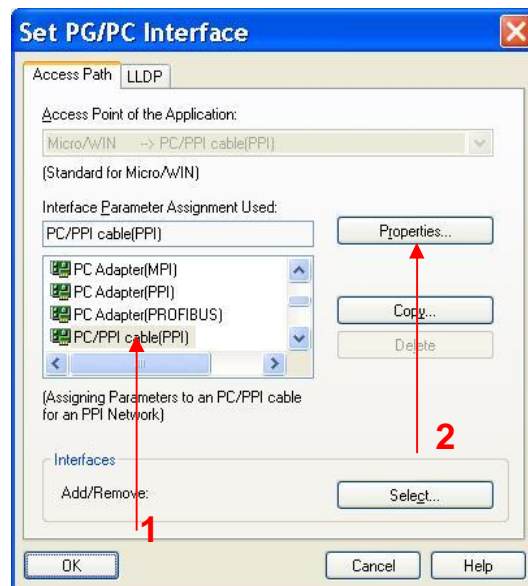 Set PG/PC Interface
Access Path LLDP
Access Point of the Application:
Micro/WIN --> PC/PPI cable(PPI)
(Standard for Micro/WIN)
Interface Parameter Assignment Used:
PC/PPI cable(PPI)
Properties...
PC Adapter(MPI)
PC Adapter(PPI)
PC Adapter(PROFIBUS)
PC/PPI cable(PPI)
Copy...
Delete
(Assigning Parameters to an PC/PPI cable
for an PPI Network)
2
Interfaces
Add/Remove:
Select...
1
OK Cancel Help